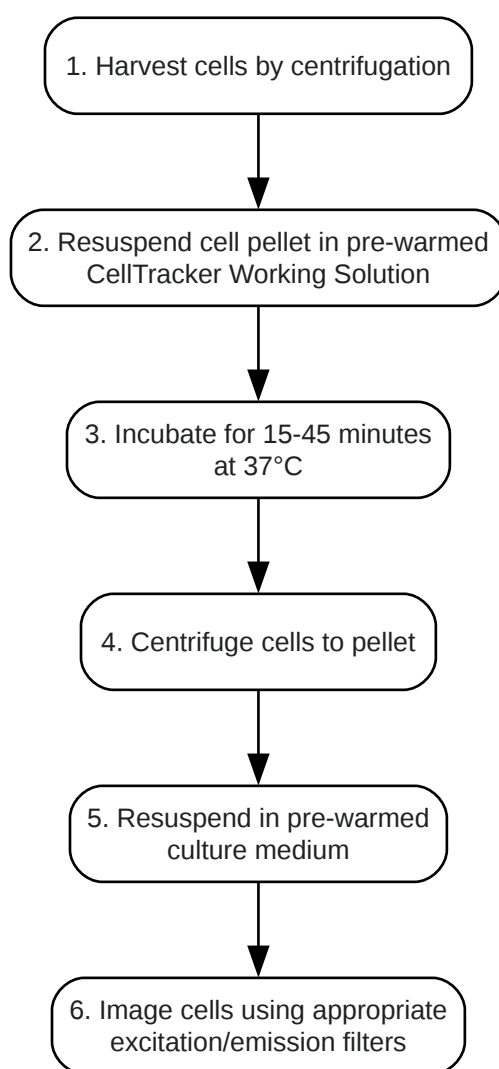 1. Harvest cells by centrifugation
2. Resuspend cell pellet in pre-warmed
CellTracker Working Solution
3. Incubate for 15-45 minutes
at 37°C
4. Centrifuge cells to pellet
5. Resuspend in pre-warmed
culture medium
6. Image cells using appropriate
excitation/emission filters